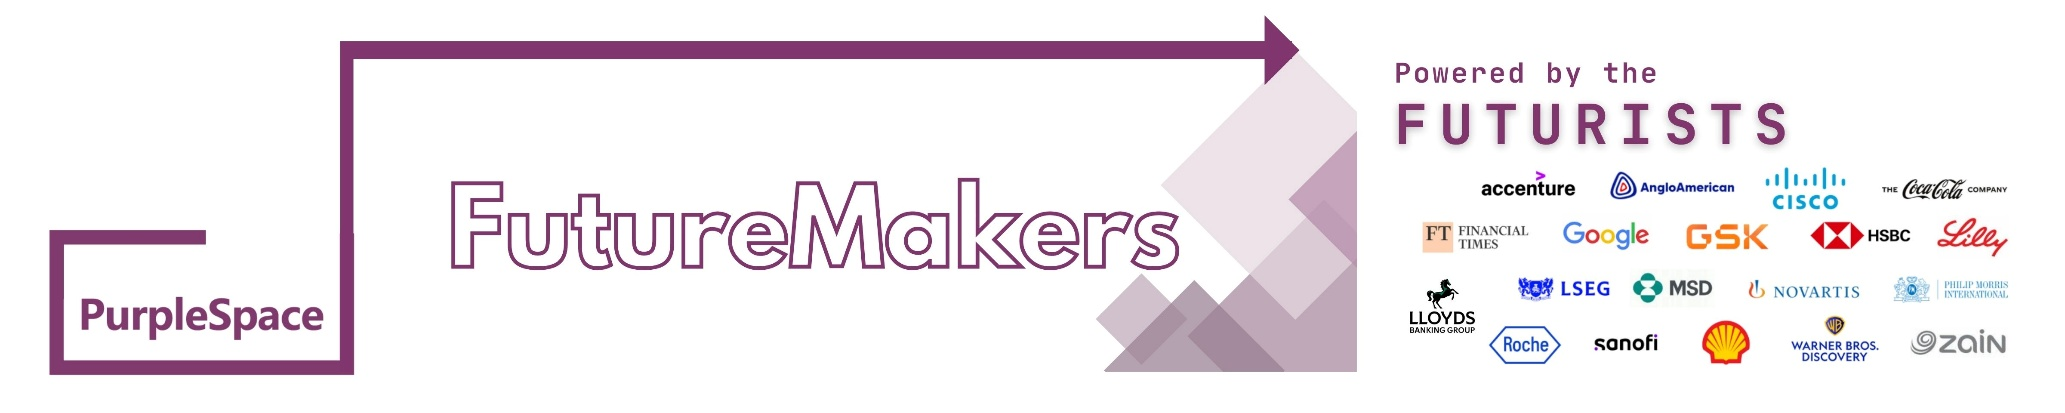 PurpleSpace
FutureMakers
Powered by the
FUTURISTS
accenture
AngloAmerican
CISCO
THE Coca-Cola COMPANY
FT FINANCIAL
TIMES
Google
GSK
HSBC
Lilly
LLOYDS
BANKING GROUP
LSEG
MSD
NOVARTIS
PHILIP MORRIS
INTERNATIONAL
Roche
sanofi
WB
WARNER BROS.
DISCOVERY
zain